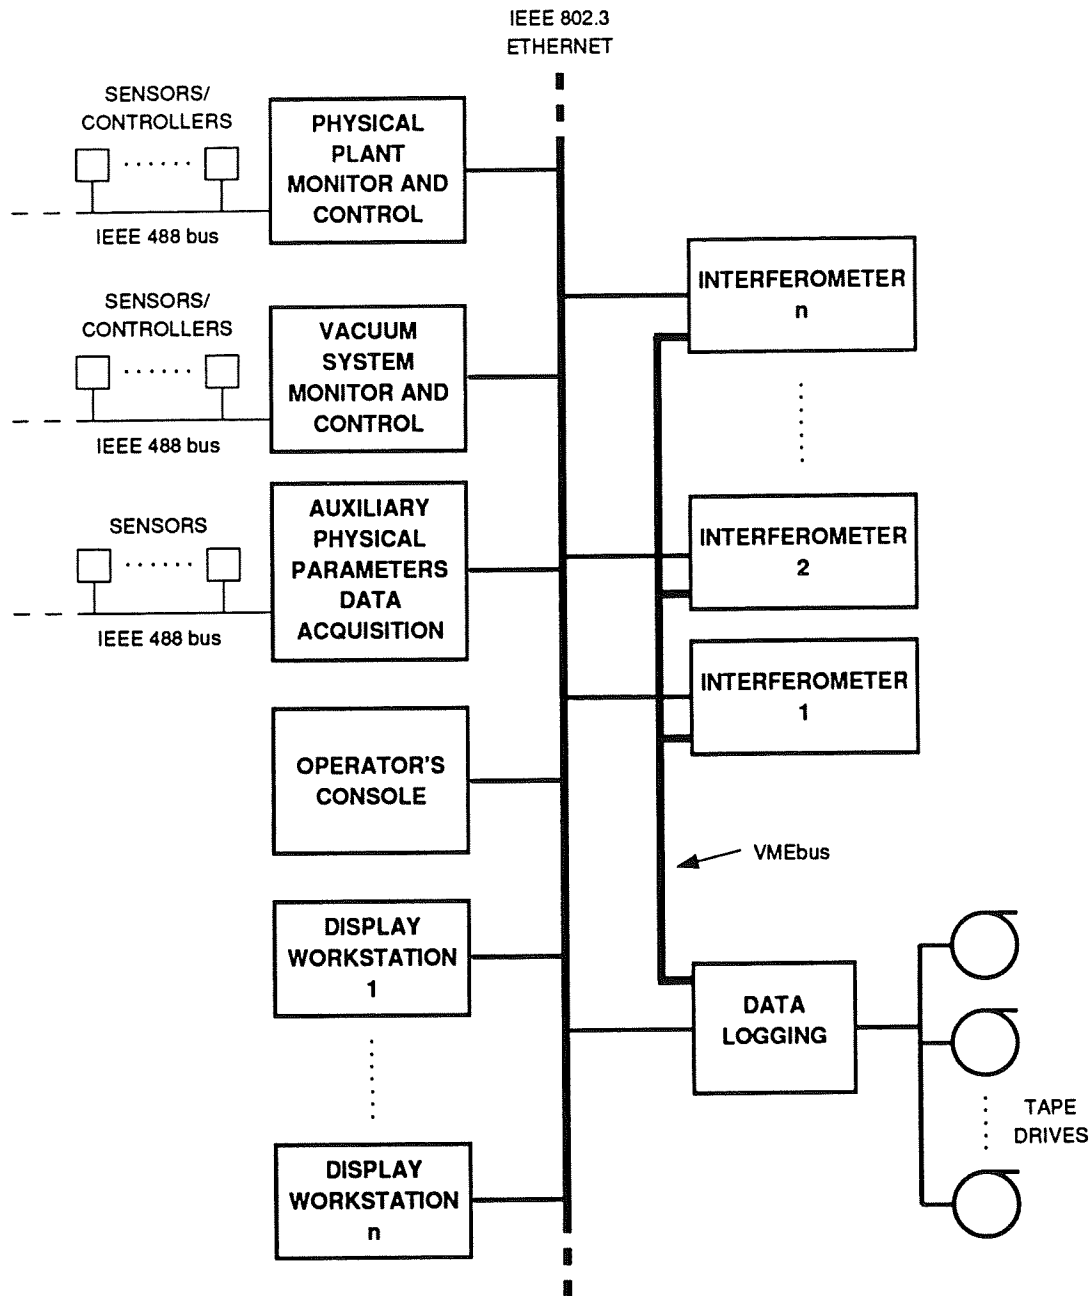 IEEE 802.3
ETHERNET
SENSORS/
CONTROLLERS
IEEE 488 bus
PHYSICAL
PLANT
MONITOR AND
CONTROL
SENSORS/
CONTROLLERS
IEEE 488 bus
VACUUM
SYSTEM
MONITOR AND
CONTROL
SENSORS
IEEE 488 bus
AUXILIARY
PHYSICAL
PARAMETERS
DATA
ACQUISITION
OPERATOR'S
CONSOLE
DISPLAY
WORKSTATION
1
DISPLAY
WORKSTATION
n
INTERFEROMETER
n
INTERFEROMETER
2
INTERFEROMETER
1
VMEbus
DATA
LOGGING
TAPE
DRIVES